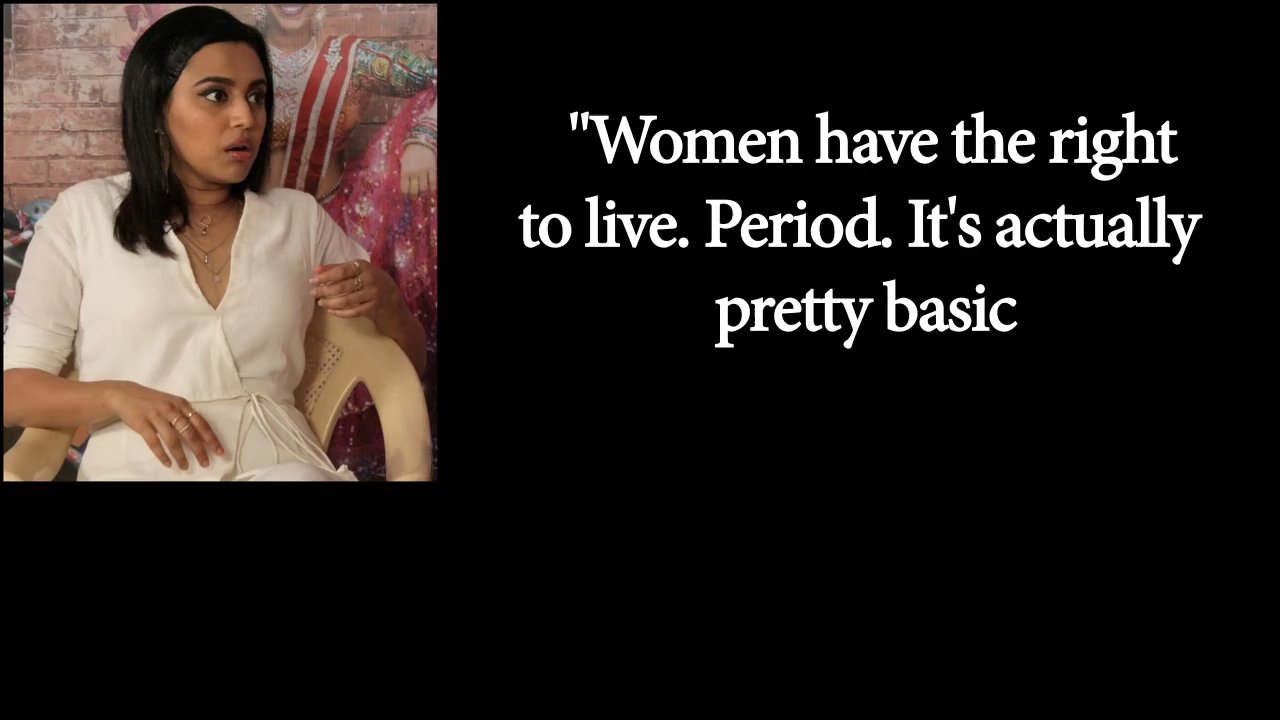 "Women have the right
to live. Period. It's actually
pretty basic